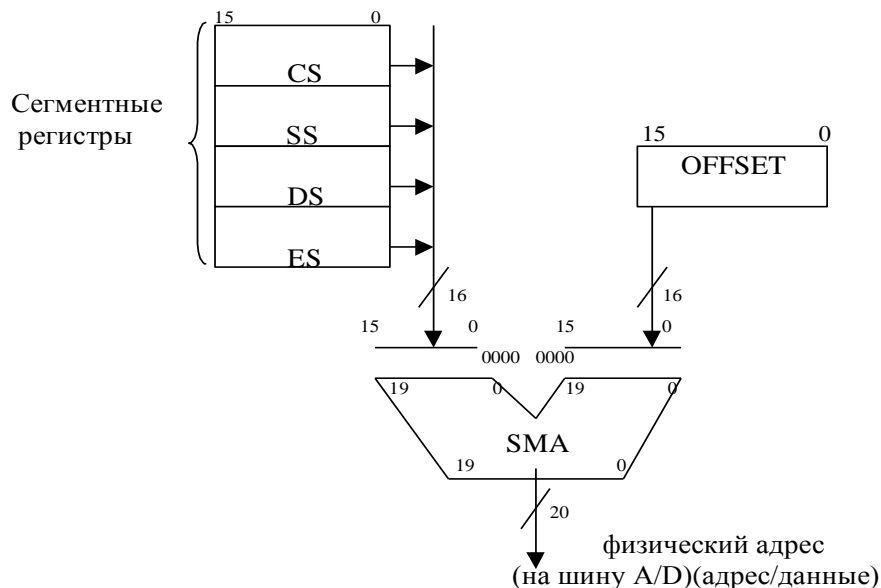 15 0
CS
SS
DS
ES
Сегментные
регистры
15 0
OFFSET
16
16
15 0
15 0
0000 0000
19 0 19 0
SMA
19 0
20
физический адрес
(на шину A/D)(адрес/данные)